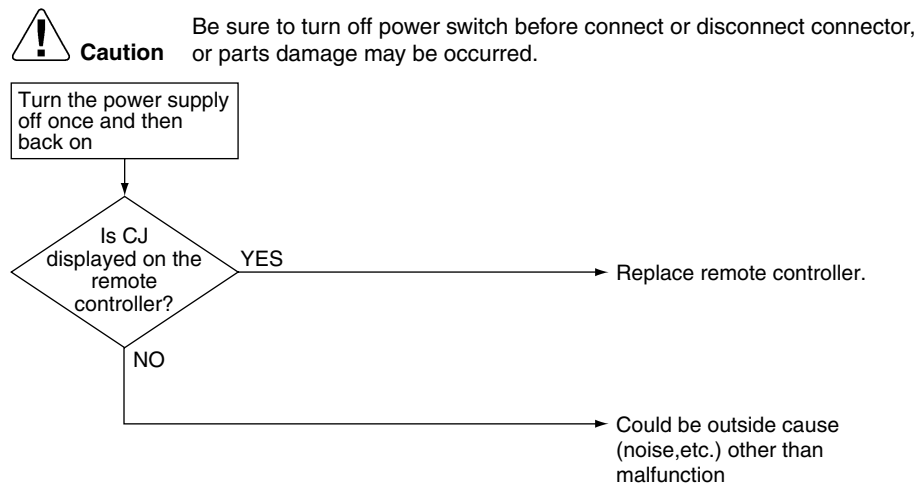 Caution
Be sure to turn off power switch before connect or disconnect connector,
or parts damage may be occurred.
Turn the power supply
off once and then
back on
Is CJ
displayed on the
remote
controller?
YES
Replace remote controller.
NO
Could be outside cause
(noise,etc.) other than
malfunction